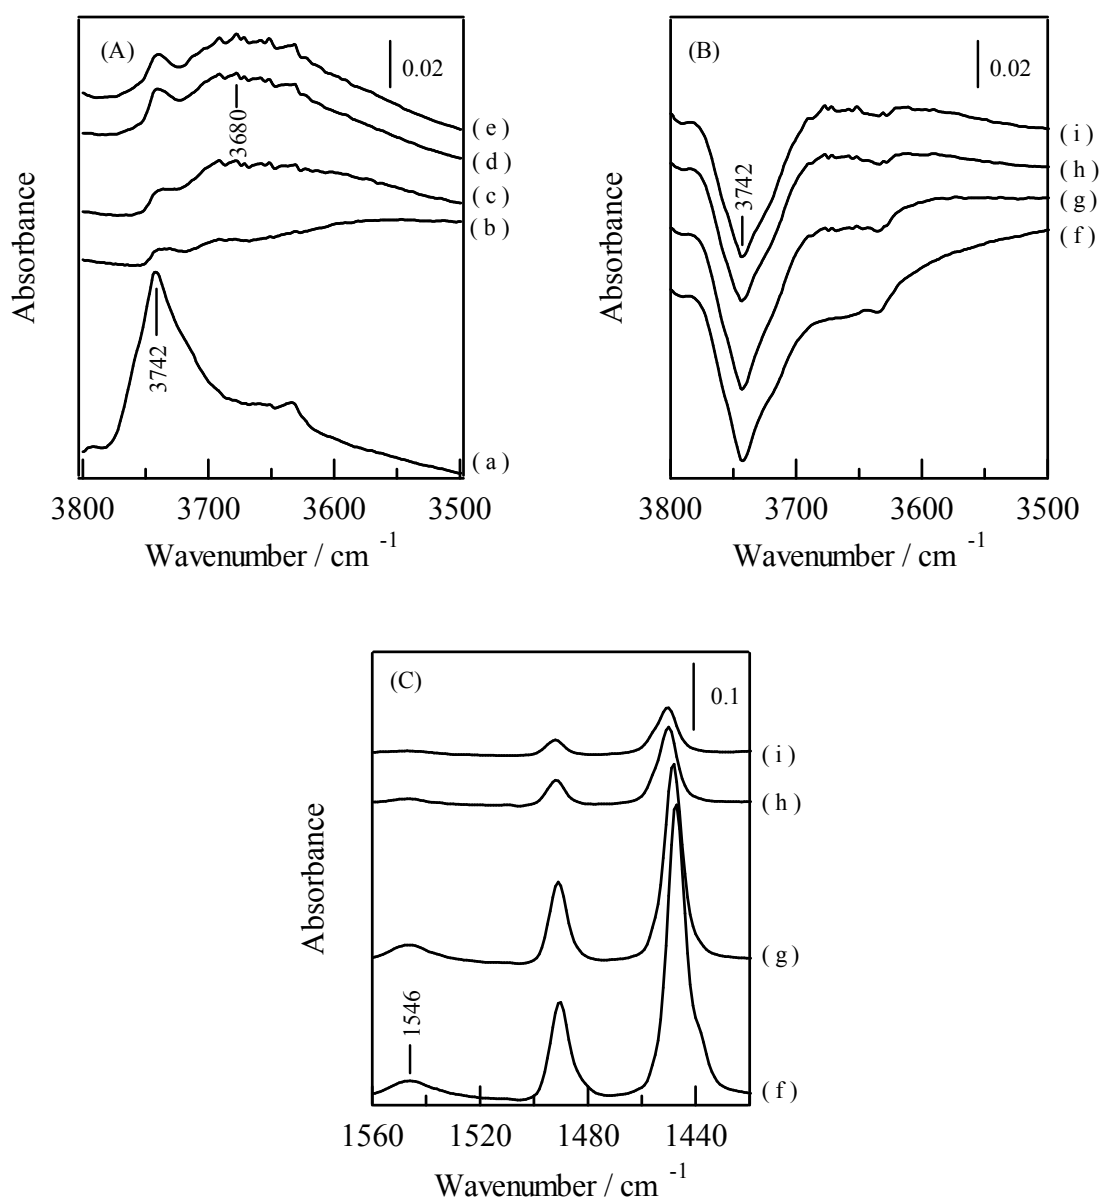 (A)
0.02
3680
( e )
( d )
( c )
( b )
3742
( a )
Absorbance
3800 3700 3600 3500
Wavenumber / cm -1
(B)
0.02
3742
( i )
( h )
( g )
( f )
Absorbance
3800 3700 3600 3500
Wavenumber / cm -1
(C)
0.1
( i )
( h )
( g )
1546
( f )
Absorbance
1560 1520 1480 1440
Wavenumber / cm -1